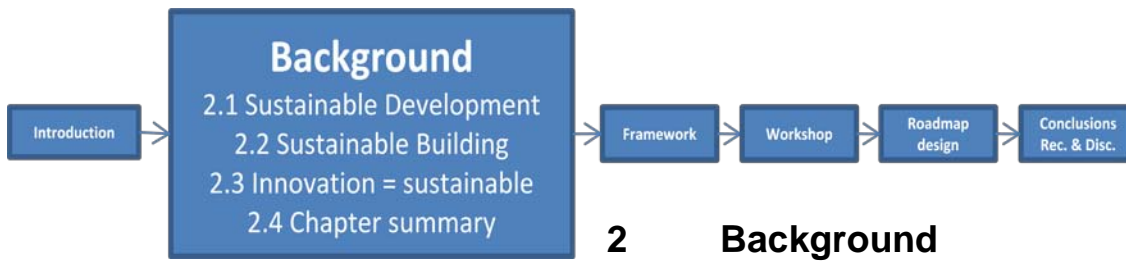 Introduction
Background
2.1 Sustainable Development
2.2 Sustainable Building
2.3 Innovation = sustainable
2.4 Chapter summary
Framework
Workshop
Roadmap
design
Conclusions
Rec. & Disc.
2 Background